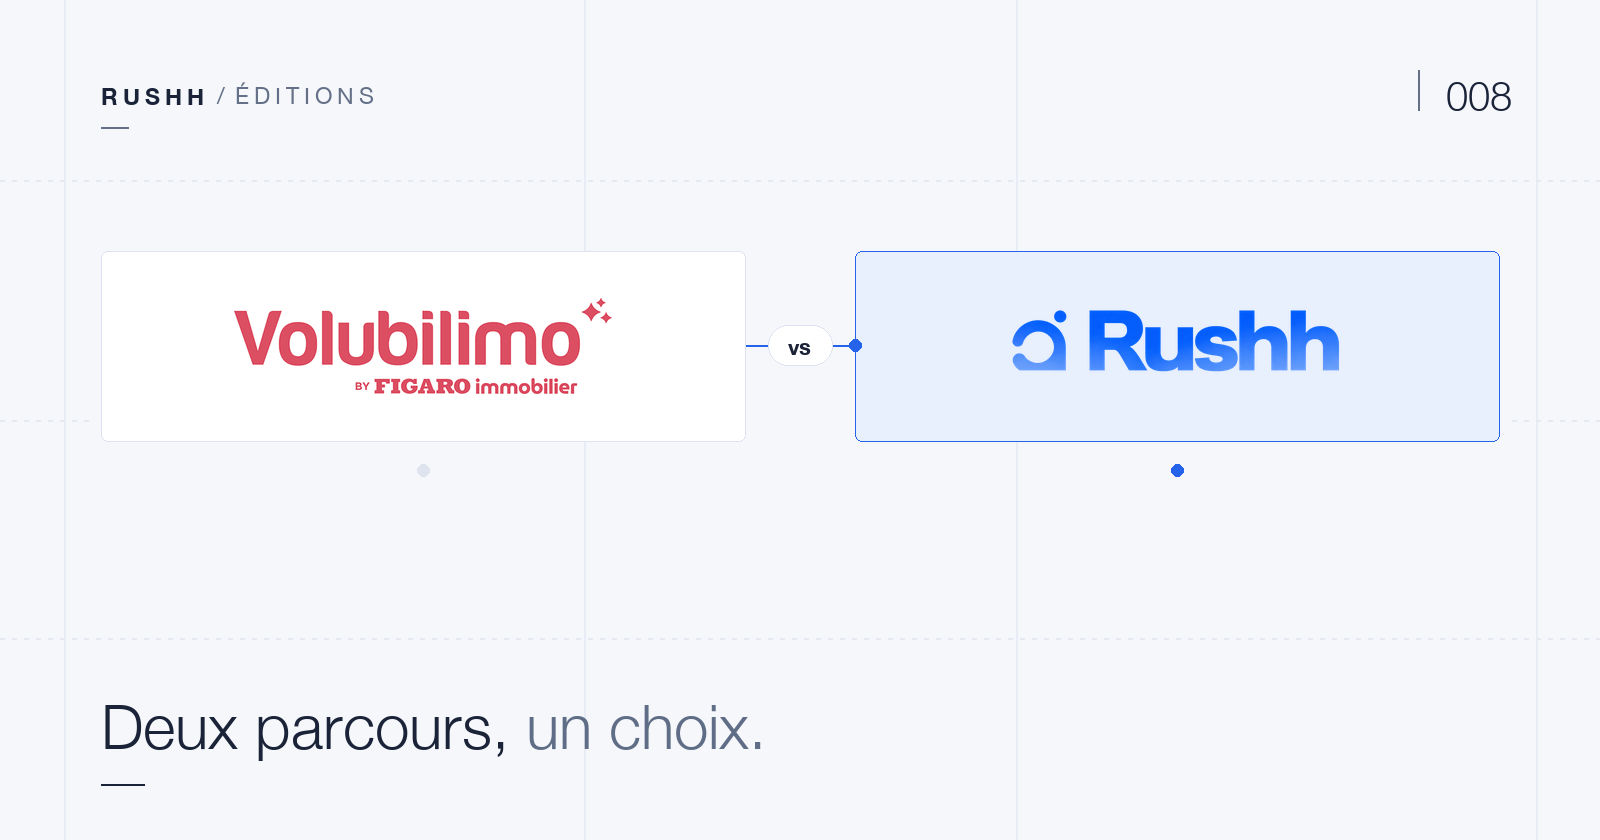 RUSHH / ÉDITIONS
008
Volubilimo
BY FIGARO immobilier
vs
Rushh
Deux parcours, un choix.